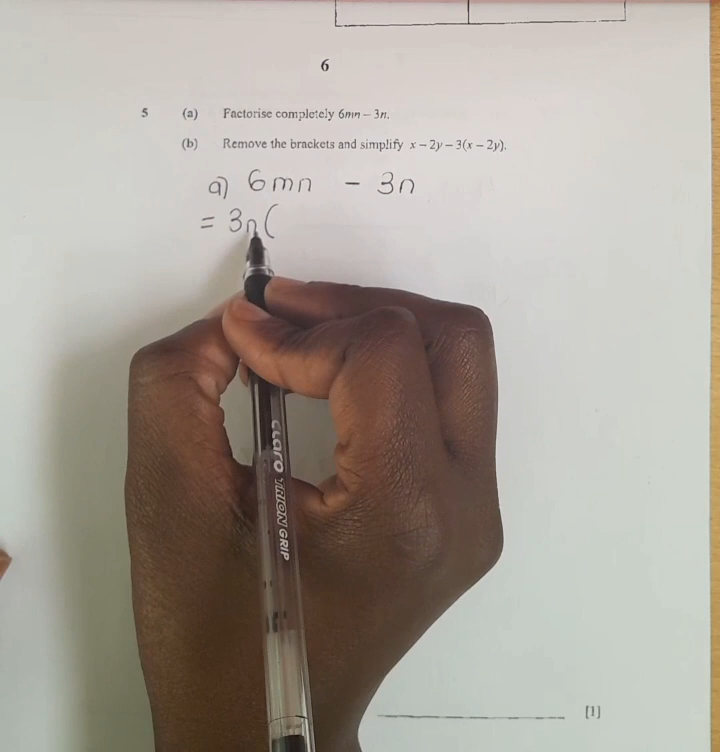 6
5 (a) Factorise completely 6mn – 3n.
(b) Remove the brackets and simplify x – 2y – 3(x – 2y).
a) 6mn - 3n
= 3n(
CLARO TRION GRIP
[1]